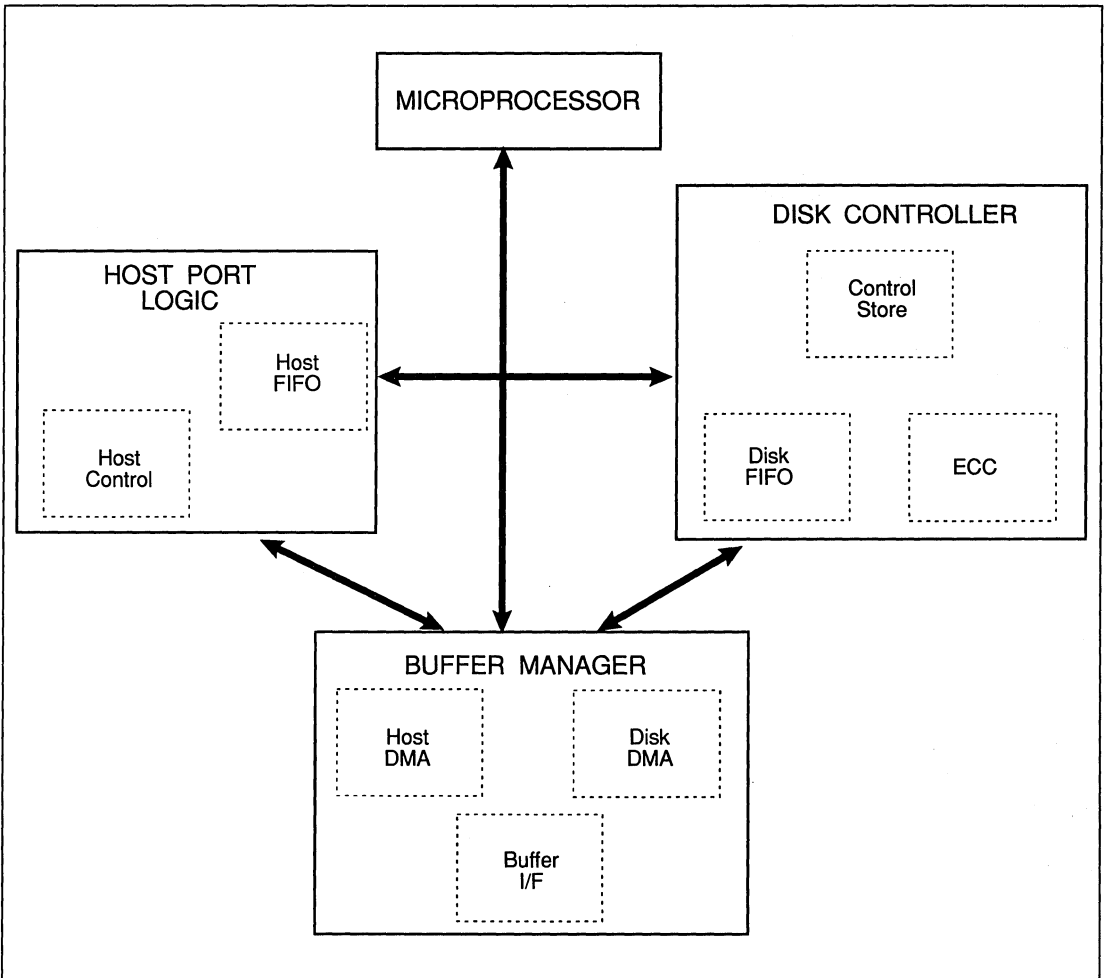 MICROPROCESSOR
DISK CONTROLLER
Control
Store
HOST PORT
LOGIC
Host
FIFO
Host
Control
Disk
FIFO
ECC
BUFFER MANAGER
Host
DMA
Disk
DMA
Buffer
I/F